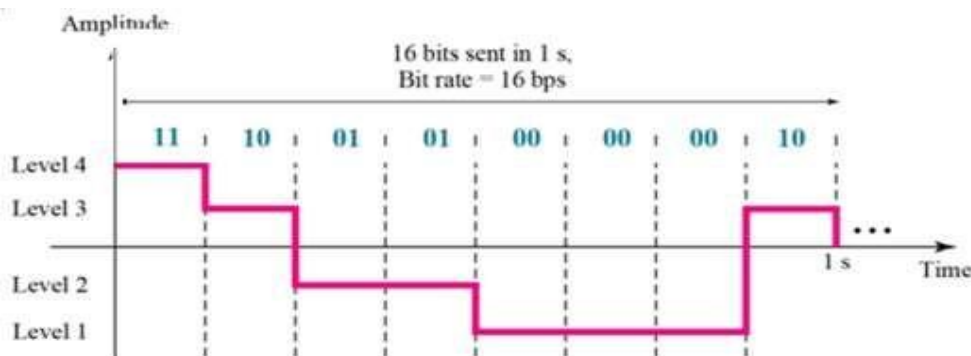 Amplitude
16 bits sent in 1 s,
Bit rate = 16 bps
11 10 01 01 00 00 00 10
Level 4
Level 3
1 s
Time
Level 2
Level 1